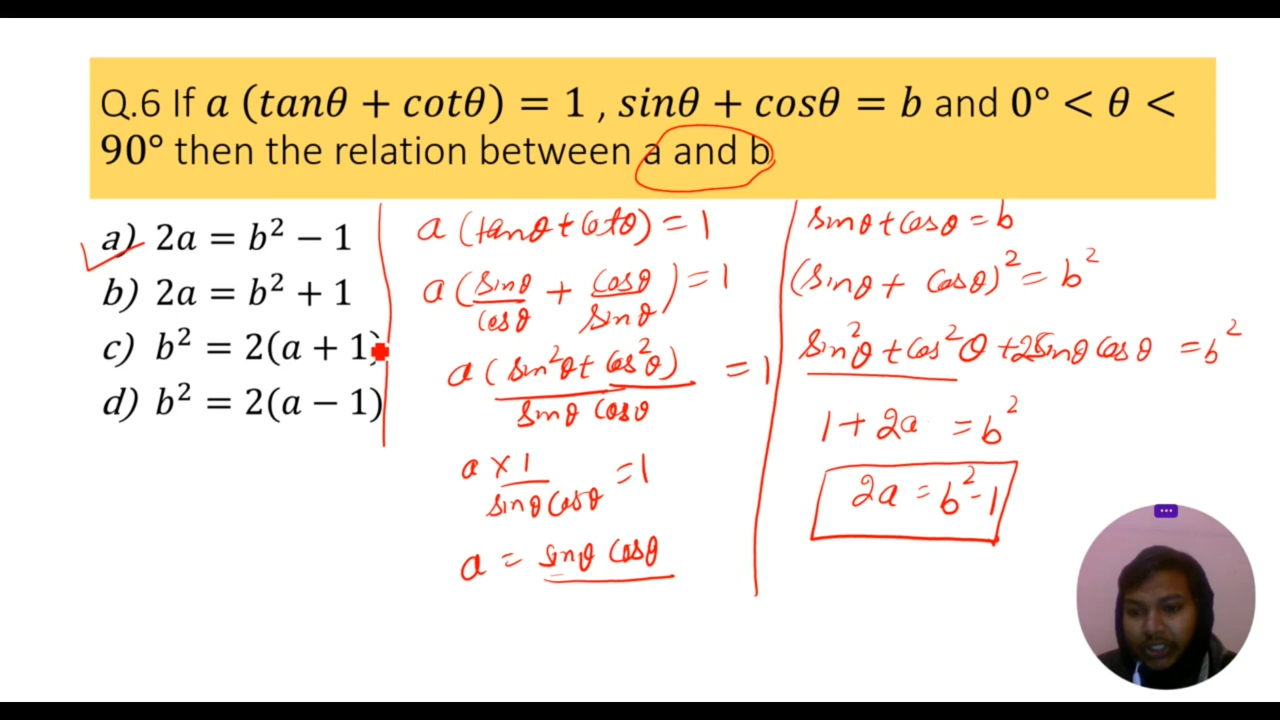 Q.6 If a (tanθ + cotθ) = 1 , sinθ + cosθ = b and 0° < θ <
90° then the relation between a and b
a) 2a = b² − 1
b) 2a = b² + 1
c) b² = 2(a + 1)
d) b² = 2(a − 1)
a (tanθ + cotθ) = 1
a (sinθ/cosθ + cosθ/sinθ) = 1
a (sin²θ + cos²θ)/sinθ cosθ = 1
a × 1/sinθ cosθ = 1
a = sinθ cosθ
sinθ + cosθ = b
(sinθ + cosθ)² = b²
sin²θ + cos²θ + 2sinθ cosθ = b²
1 + 2a = b²
2a = b² - 1